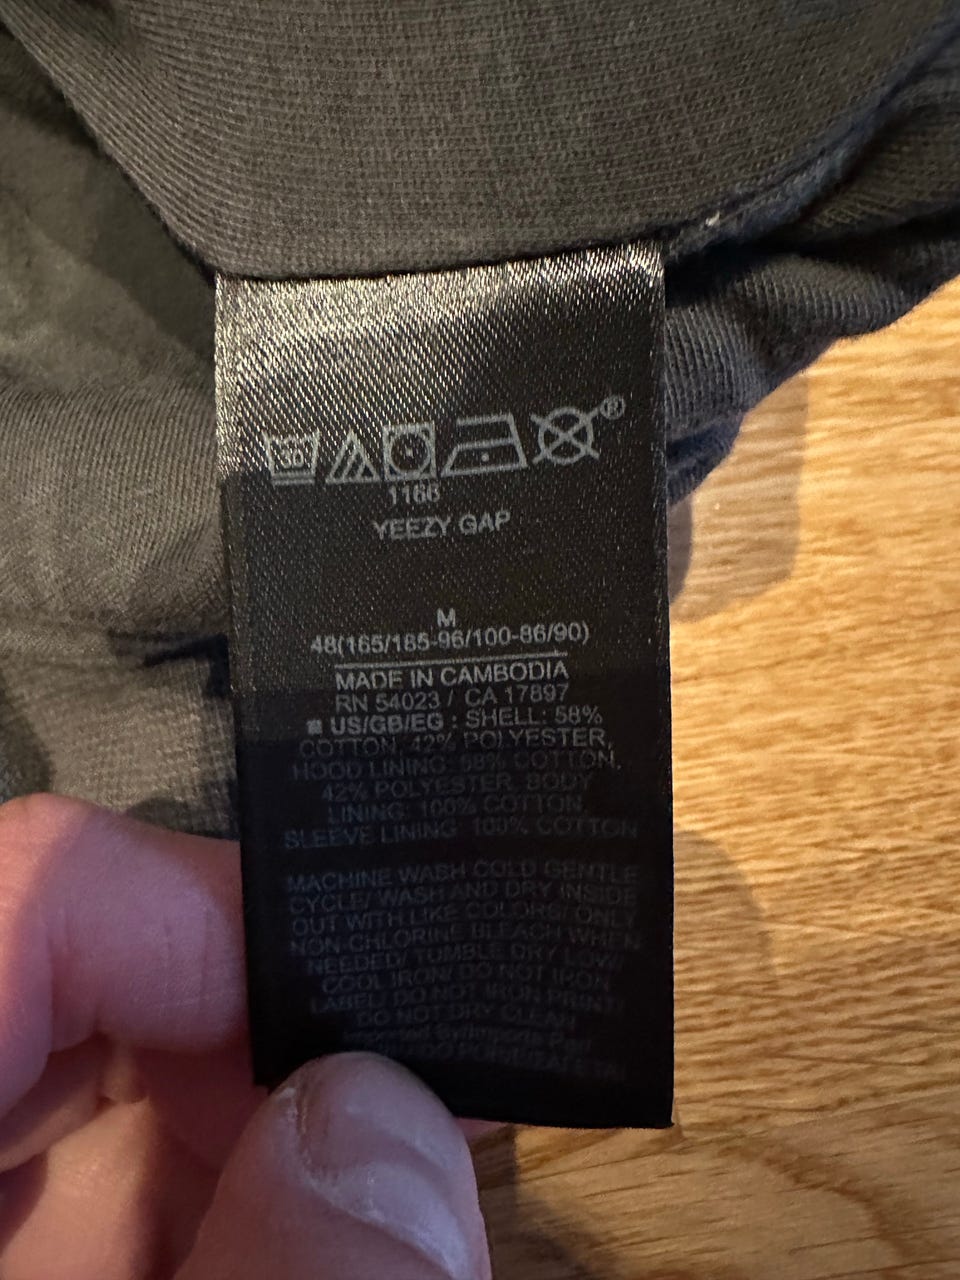 30
®
1166
YEEZY GAP
M
48(165/185-96/100-86/90)
MADE IN CAMBODIA
RN 54023 / CA 17897
■ US/GB/EG : SHELL: 58%
COTTON, 42% POLYESTER,
HOOD LINING: 58% COTTON,
42% POLYESTER, BODY
LINING: 100% COTTON,
SLEEVE LINING: 100% COTTON
MACHINE WASH COLD GENTLE
CYCLE/ WASH AND DRY INSIDE
OUT WITH LIKE COLORS/ ONLY
NON-CHLORINE BLEACH WHEN
NEEDED/ TUMBLE DRY LOW/
COOL IRON/ DO NOT IRON
LABEL/ DO NOT IRON PRINT/
DO NOT DRY CLEAN